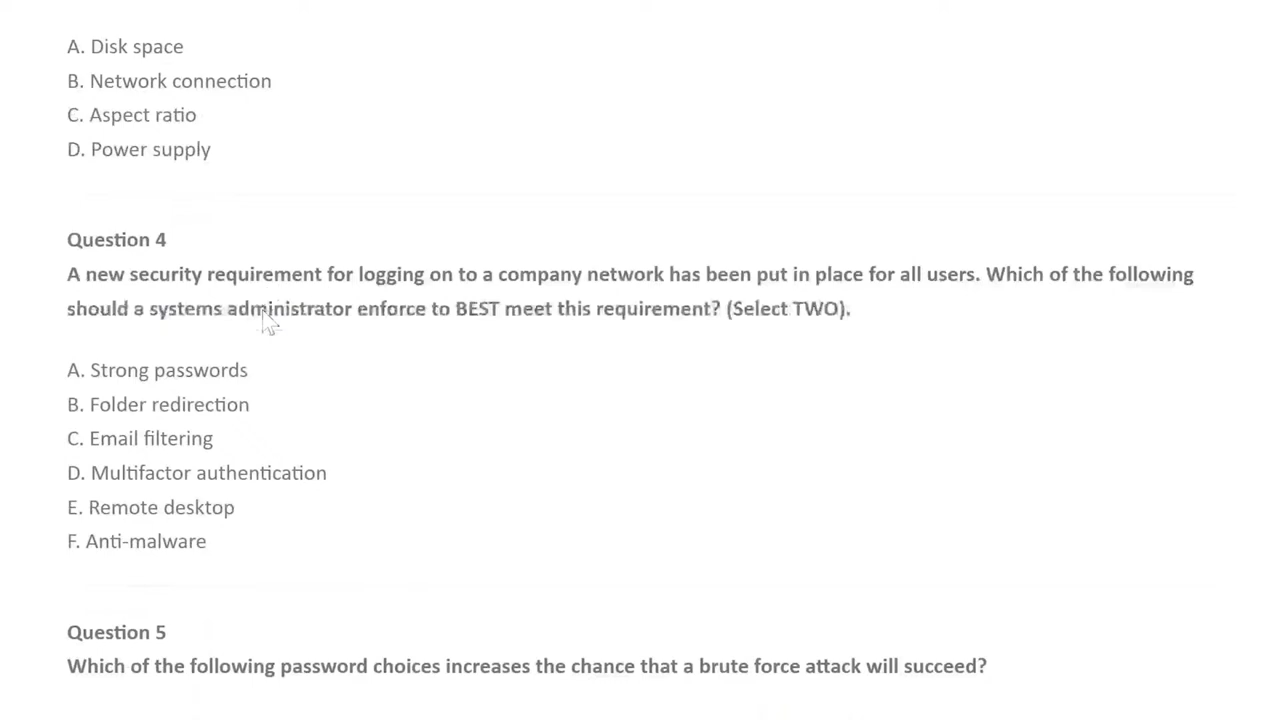 A. Disk space
B. Network connection
C. Aspect ratio
D. Power supply
Question 4
A new security requirement for logging on to a company network has been put in place for all users. Which of the following
should a systems administrator enforce to BEST meet this requirement? (Select TWO).
A. Strong passwords
B. Folder redirection
C. Email filtering
D. Multifactor authentication
E. Remote desktop
F. Anti-malware
Question 5
Which of the following password choices increases the chance that a brute force attack will succeed?